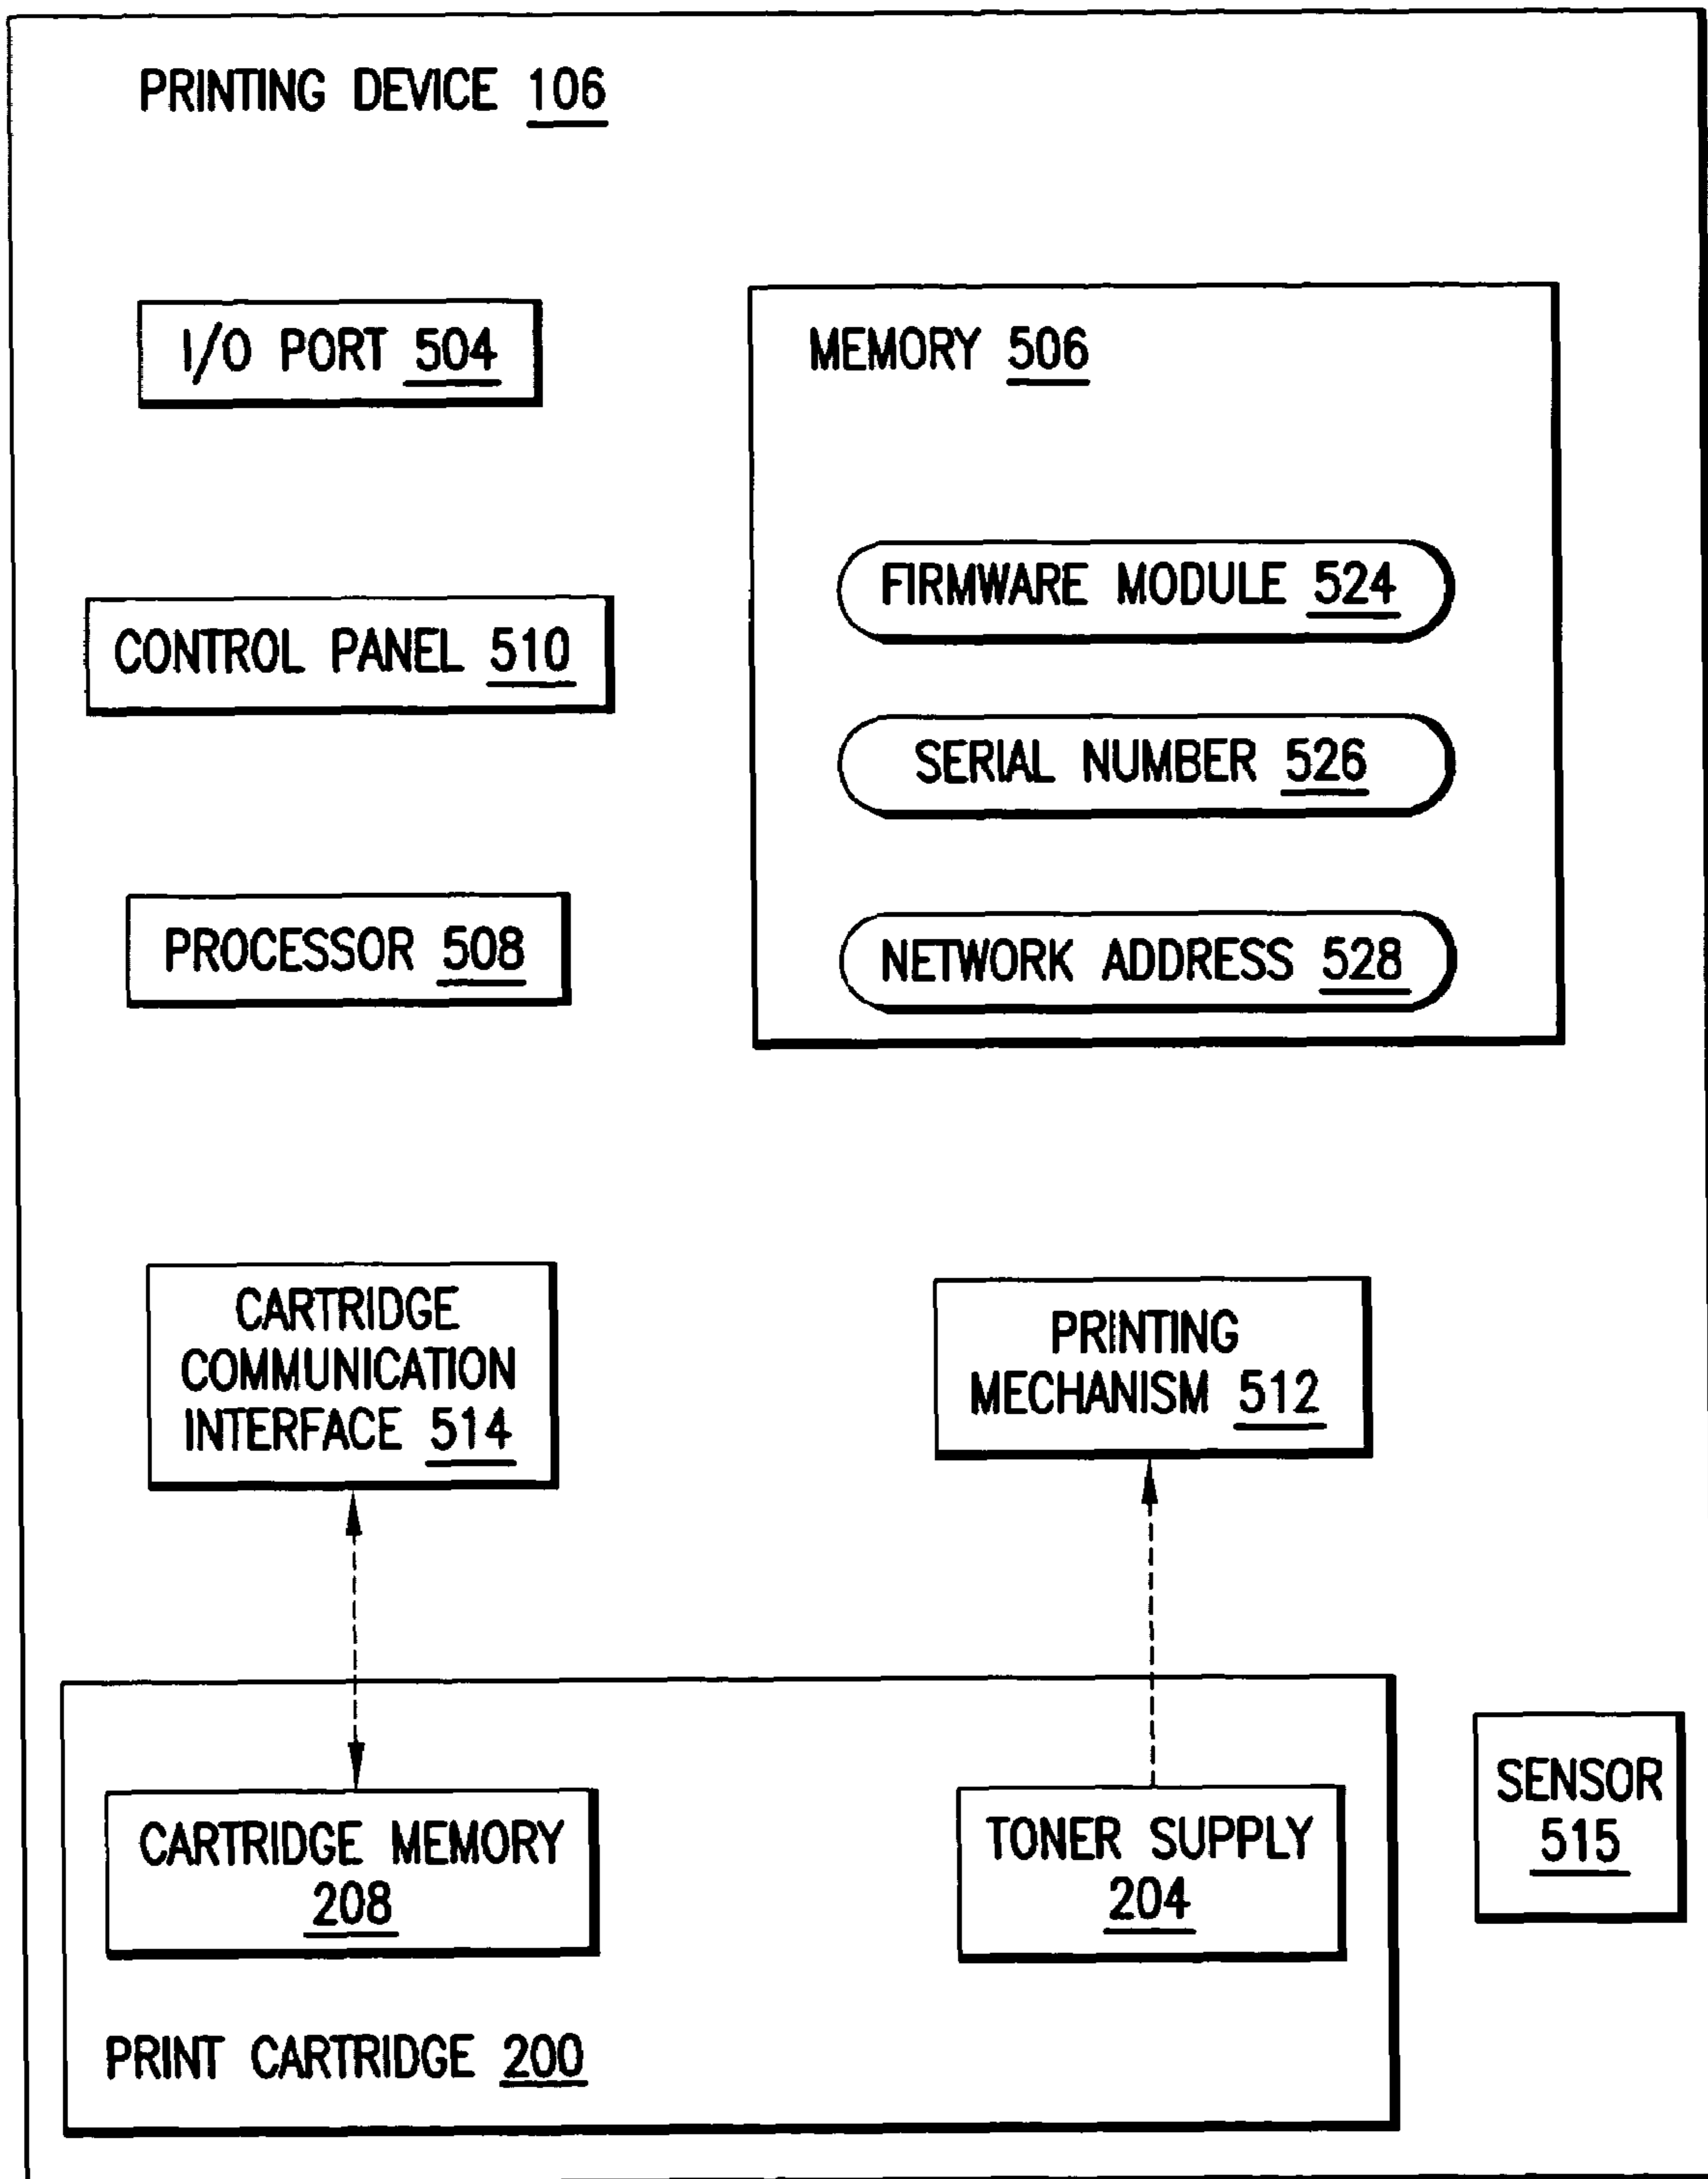 PRINTING DEVICE 106
I/O PORT 504
MEMORY 506
FIRMWARE MODULE 524
CONTROL PANEL 510
SERIAL NUMBER 526
PROCESSOR 508
NETWORK ADDRESS 528
CARTRIDGE
COMMUNICATION
INTERFACE 514
PRINTING
MECHANISM 512
CARTRIDGE MEMORY
208
TONER SUPPLY
204
SENSOR
515
PRINT CARTRIDGE 200